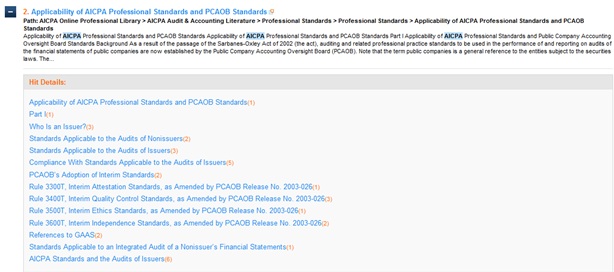 2. Applicability of AICPA Professional Standards and PCAOB Standards
Path: AICPA Online Professional Library > AICPA Audit & Accounting Literature > Professional Standards > Professional Standards > Applicability of AICPA Professional Standards and PCAOB
Standards
Applicability of AICPA Professional Standards and PCAOB Standards Applicability of AICPA Professional Standards and PCAOB Standards Part I Applicability of AICPA Professional Standards and Public Company Accounting
Oversight Board Standards Background As a result of the passage of the Sarbanes-Oxley Act of 2002 (the act), auditing and related professional practice standards to be used in the performance of and reporting on audits of
the financial statements of public companies are now established by the Public Company Accounting Oversight Board (PCAOB). Note that the term public companies is a general reference to the entities subject to the securities
laws. The...
Hit Details:
Applicability of AICPA Professional Standards and PCAOB Standards(1)
Part I(1)
Who Is an Issuer?(3)
Standards Applicable to the Audits of Nonissuers(2)
Standards Applicable to the Audits of Issuers(3)
Compliance With Standards Applicable to the Audits of Issuers(5)
PCAOB's Adoption of Interim Standards(2)
Rule 3300T, Interim Attestation Standards, as Amended by PCAOB Release No. 2003-026(1)
Rule 3400T, Interim Quality Control Standards, as Amended by PCAOB Release No. 2003-026(3)
Rule 3500T, Interim Ethics Standards, as Amended by PCAOB Release No. 2003-026(1)
Rule 3600T, Interim Independence Standards, as Amended by PCAOB Release No. 2003-026(2)
References to GAAS(2)
Standards Applicable to an Integrated Audit of a Nonissuer's Financial Statements(1)
AICPA Standards and the Audits of Issuers(6)